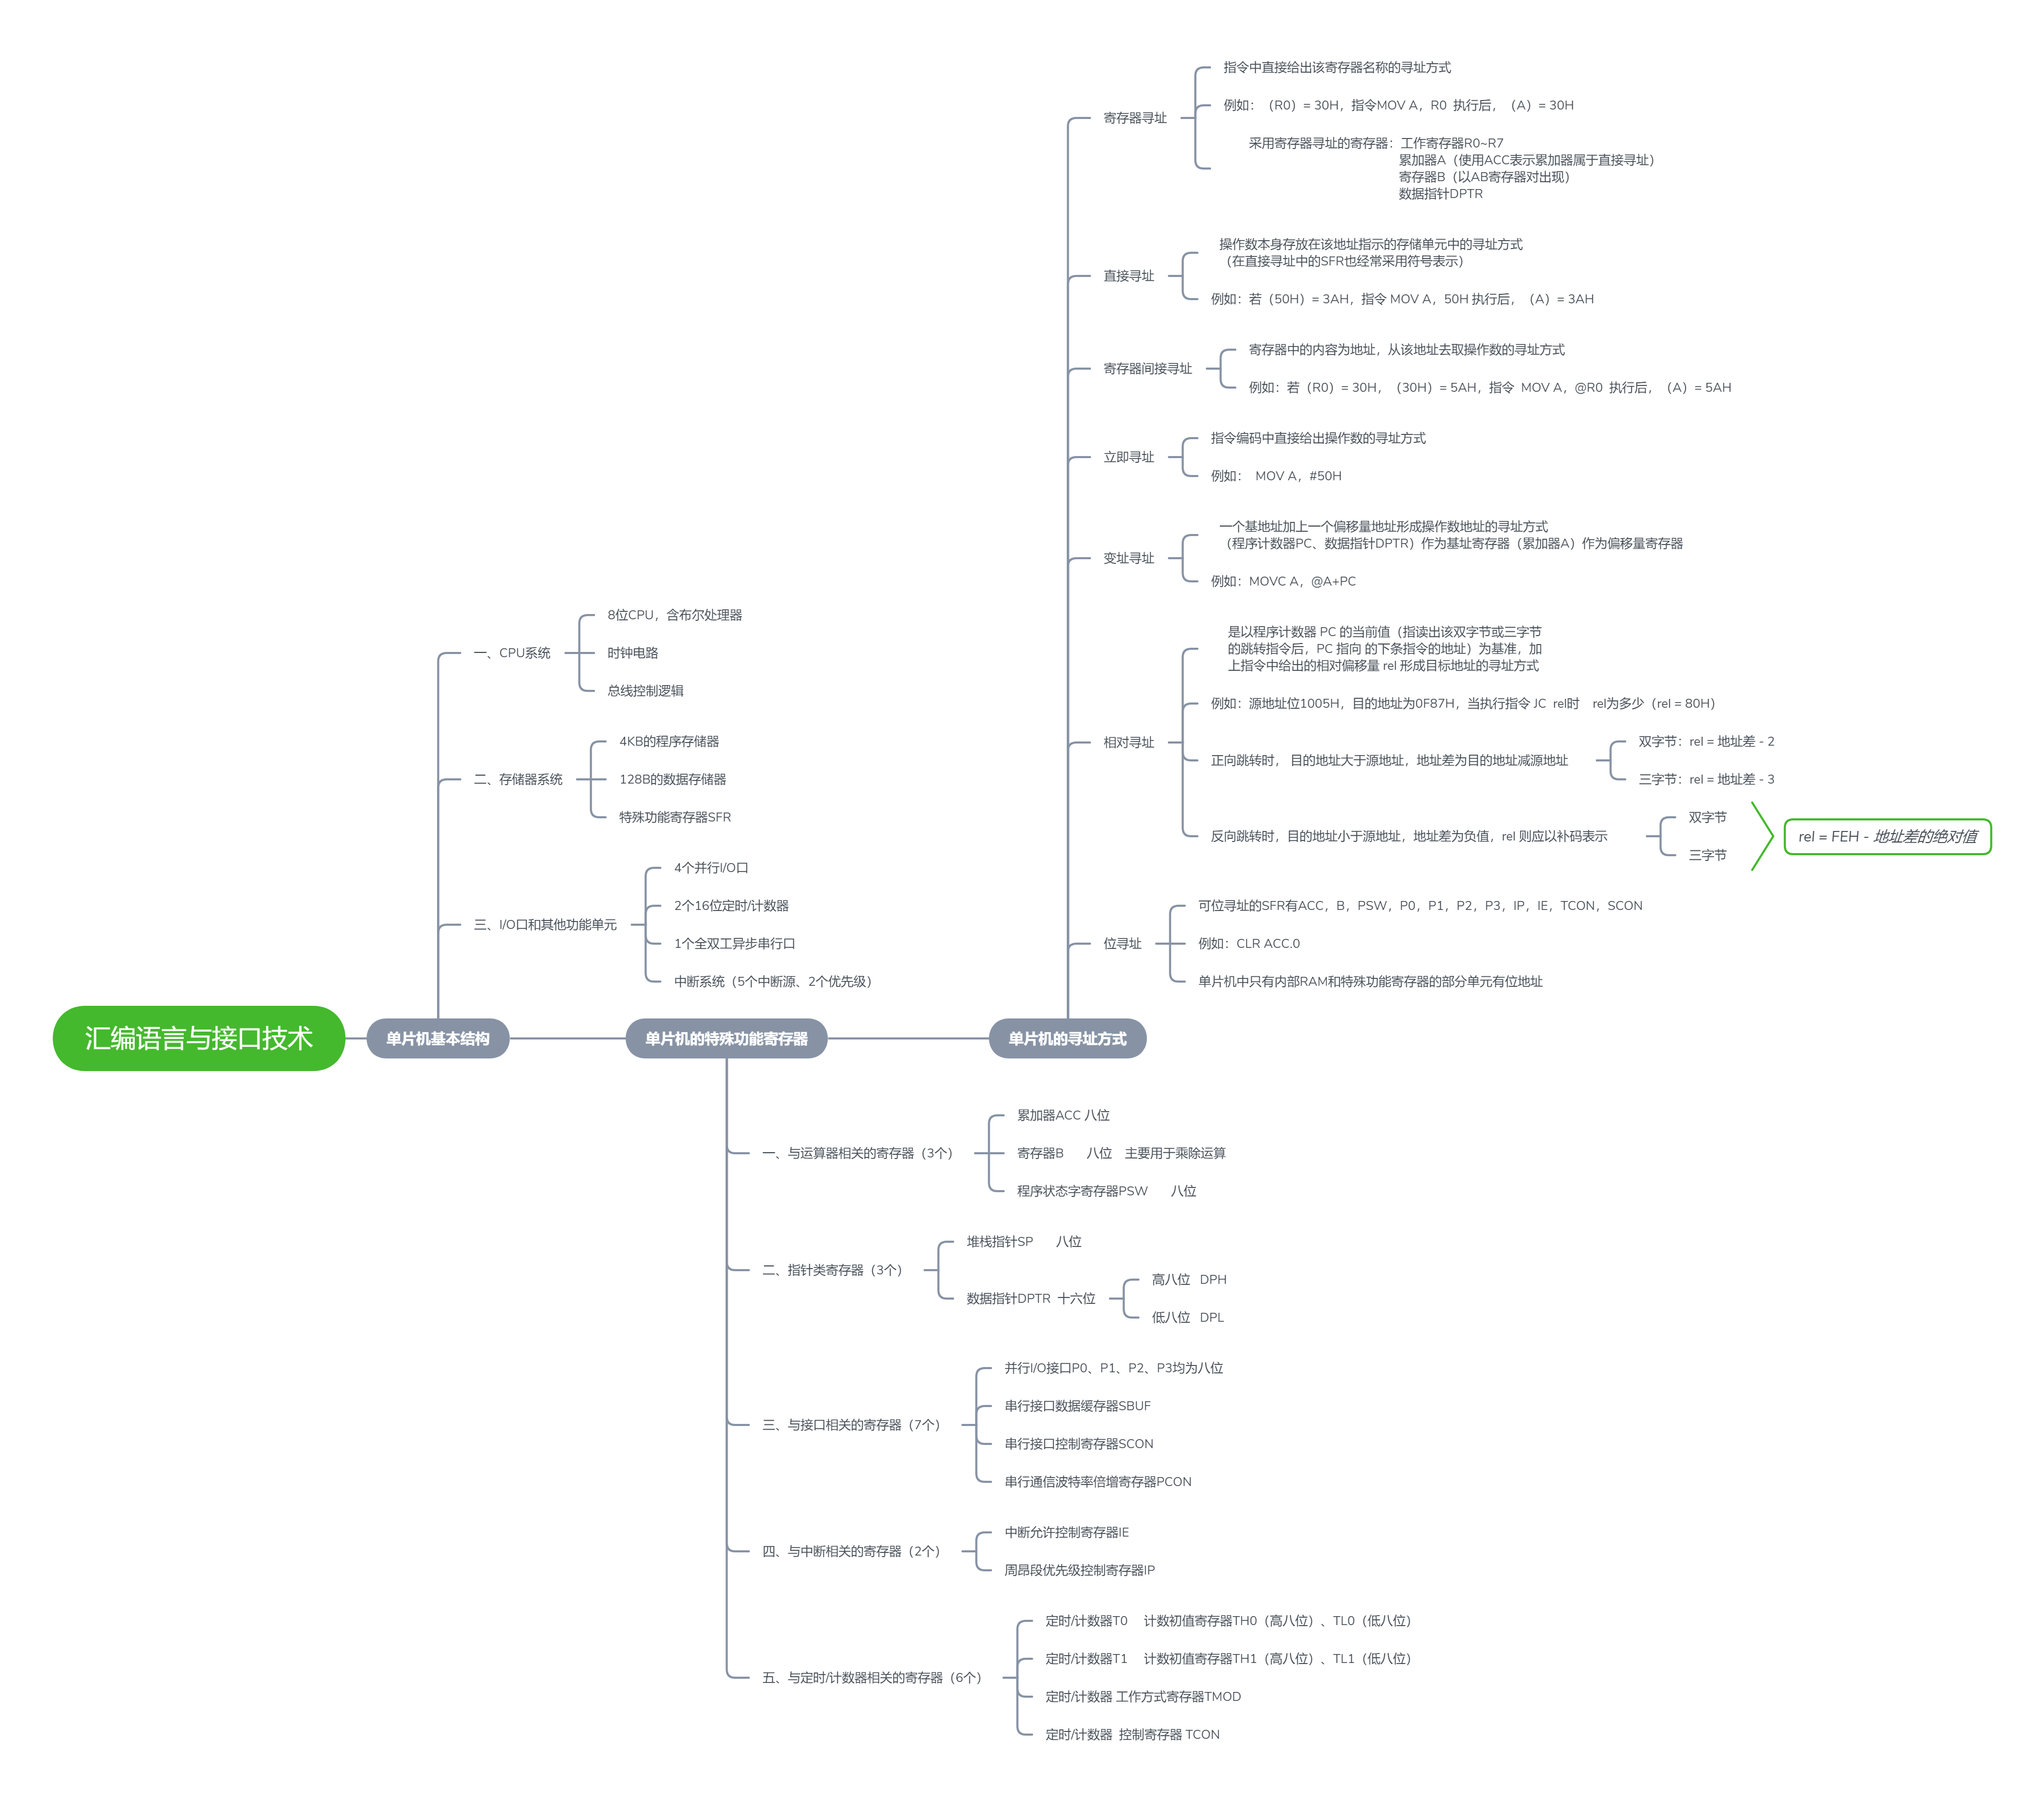 汇编语言与接口技术
单片机基本结构
一、CPU系统
8位CPU，含布尔处理器
时钟电路
总线控制逻辑
二、存储器系统
4KB的程序存储器
128B的数据存储器
特殊功能寄存器SFR
三、I/O口和其他功能单元
4个并行I/O口
2个16位定时/计数器
1个全双工异步串行口
中断系统（5个中断源、2个优先级）
单片机的特殊功能寄存器
一、与运算器相关的寄存器（3个）
累加器ACC 八位
寄存器B 八位 主要用于乘除运算
程序状态字寄存器PSW 八位
二、指针类寄存器（3个）
堆栈指针SP 八位
数据指针DPTR 十六位
高八位 DPH
低八位 DPL
三、与接口相关的寄存器（7个）
并行I/O接口P0、P1、P2、P3均为八位
串行接口数据缓存器SBUF
串行接口控制寄存器SCON
串行通信波特率倍增寄存器PCON
四、与中断相关的寄存器（2个）
中断允许控制寄存器IE
周昂段优先级控制寄存器IP
五、与定时/计数器相关的寄存器（6个）
定时/计数器T0 计数初值寄存器TH0（高八位）、TL0（低八位）
定时/计数器T1 计数初值寄存器TH1（高八位）、TL1（低八位）
定时/计数器 工作方式寄存器TMOD
定时/计数器 控制寄存器 TCON
单片机的寻址方式
寄存器寻址
指令中直接给出该寄存器名称的寻址方式
例如：（R0）= 30H，指令MOV A，R0 执行后，（A）= 30H
采用寄存器寻址的寄存器：工作寄存器R0~R7
累加器A（使用ACC表示累加器属于直接寻址）
寄存器B（以AB寄存器对出现）
数据指针DPTR
直接寻址
操作数本身存放在该地址指示的存储单元中的寻址方式
（在直接寻址中的SFR也经常采用符号表示）
例如：若（50H）= 3AH，指令 MOV A，50H 执行后，（A）= 3AH
寄存器间接寻址
寄存器中的内容为地址，从该地址去取操作数的寻址方式
例如：若（R0）= 30H，（30H）= 5AH，指令 MOV A，@R0 执行后，（A）= 5AH
立即寻址
指令编码中直接给出操作数的寻址方式
例如： MOV A，#50H
变址寻址
一个基地址加上一个偏移量地址形成操作数地址的寻址方式
（程序计数器PC、数据指针DPTR）作为基址寄存器（累加器A）作为偏移量寄存器
例如：MOVC A，@A+PC
相对寻址
是以程序计数器 PC 的当前值（指读出该双字节或三字节
的跳转指令后，PC 指向 的下条指令的地址）为基准，加
上指令中给出的相对偏移量 rel 形成目标地址的寻址方式
例如：源地址位1005H，目的地址为0F87H，当执行指令 JC rel时 rel为多少（rel = 80H）
正向跳转时， 目的地址大于源地址，地址差为目的地址减源地址
双字节：rel = 地址差 - 2
三字节：rel = 地址差 - 3
反向跳转时，目的地址小于源地址，地址差为负值，rel 则应以补码表示
双字节
三字节
rel = FEH - 地址差的绝对值
位寻址
可位寻址的SFR有ACC，B，PSW，P0，P1，P2，P3，IP，IE，TCON，SCON
例如：CLR ACC.0
单片机中只有内部RAM和特殊功能寄存器的部分单元有位地址